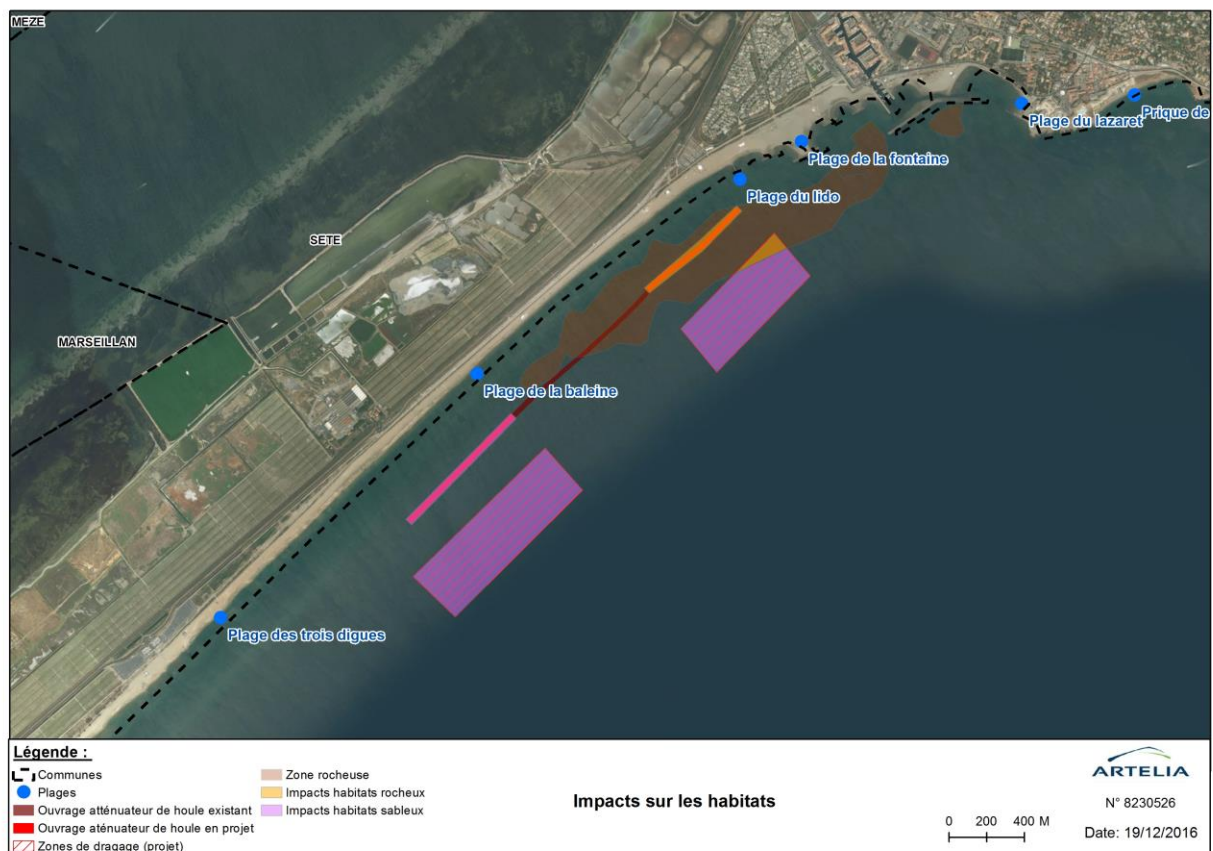 MEZE
SETE
MARSEILLAN
Plage du lazaret
Prique de
Plage de la fontaine
Plage du lido
Plage de la baleine
Plage des trois digues
Légende :
Communes
Plages
Ouvrage atténuateur de houle existant
Ouvrage aténuateur de houle en projet
Zones de dragage (projet)
Zone rocheuse
Impacts habitats rocheux
Impacts habitats sableux
Impacts sur les habitats
0 200 400 M
ARTELIA
N° 8230526
Date: 19/12/2016